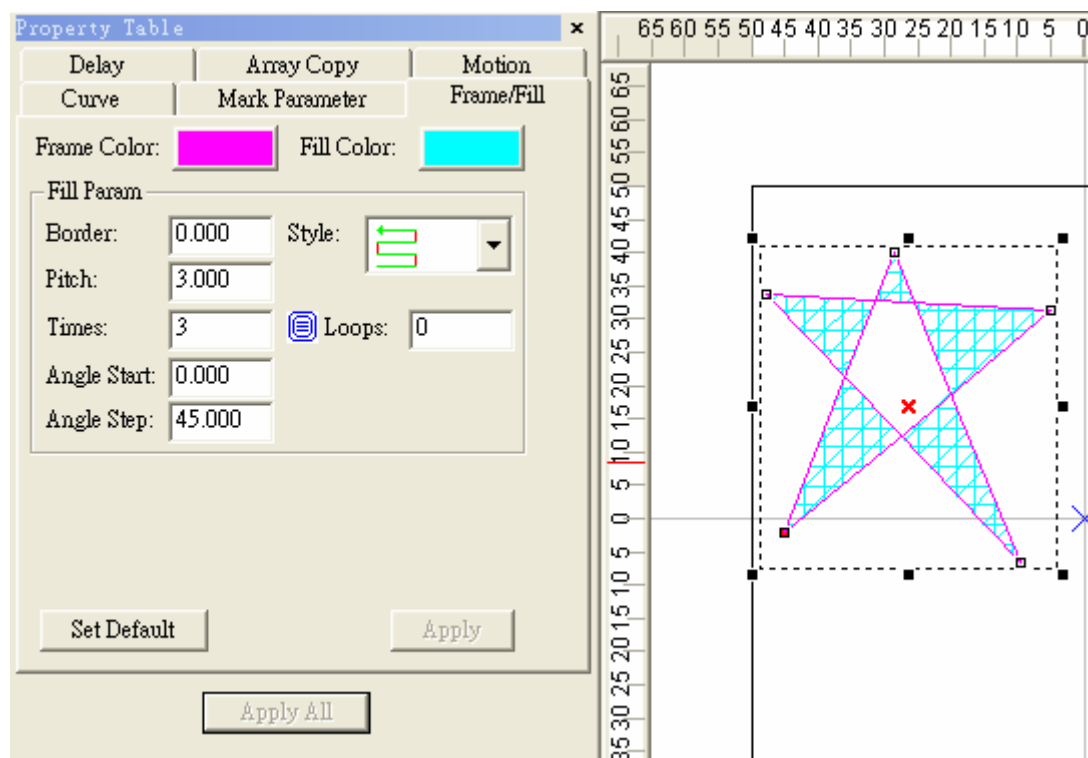 Property Table ×
Delay Array Copy Motion
Curve Mark Parameter Frame/Fill
Frame Color: Fill Color:
Fill Param
Border: 0.000 Style:
Pitch: 3.000
Times: 3 Loops: 0
Angle Start: 0.000
Angle Step: 45.000
Set Default Apply
Apply All
65 60 55 50 45 40 35 30 25 20 15 10 5 0
65
60
55
50
45
40
35
30
25
20
15
10
5
0
5
10
15
20
25
30
35